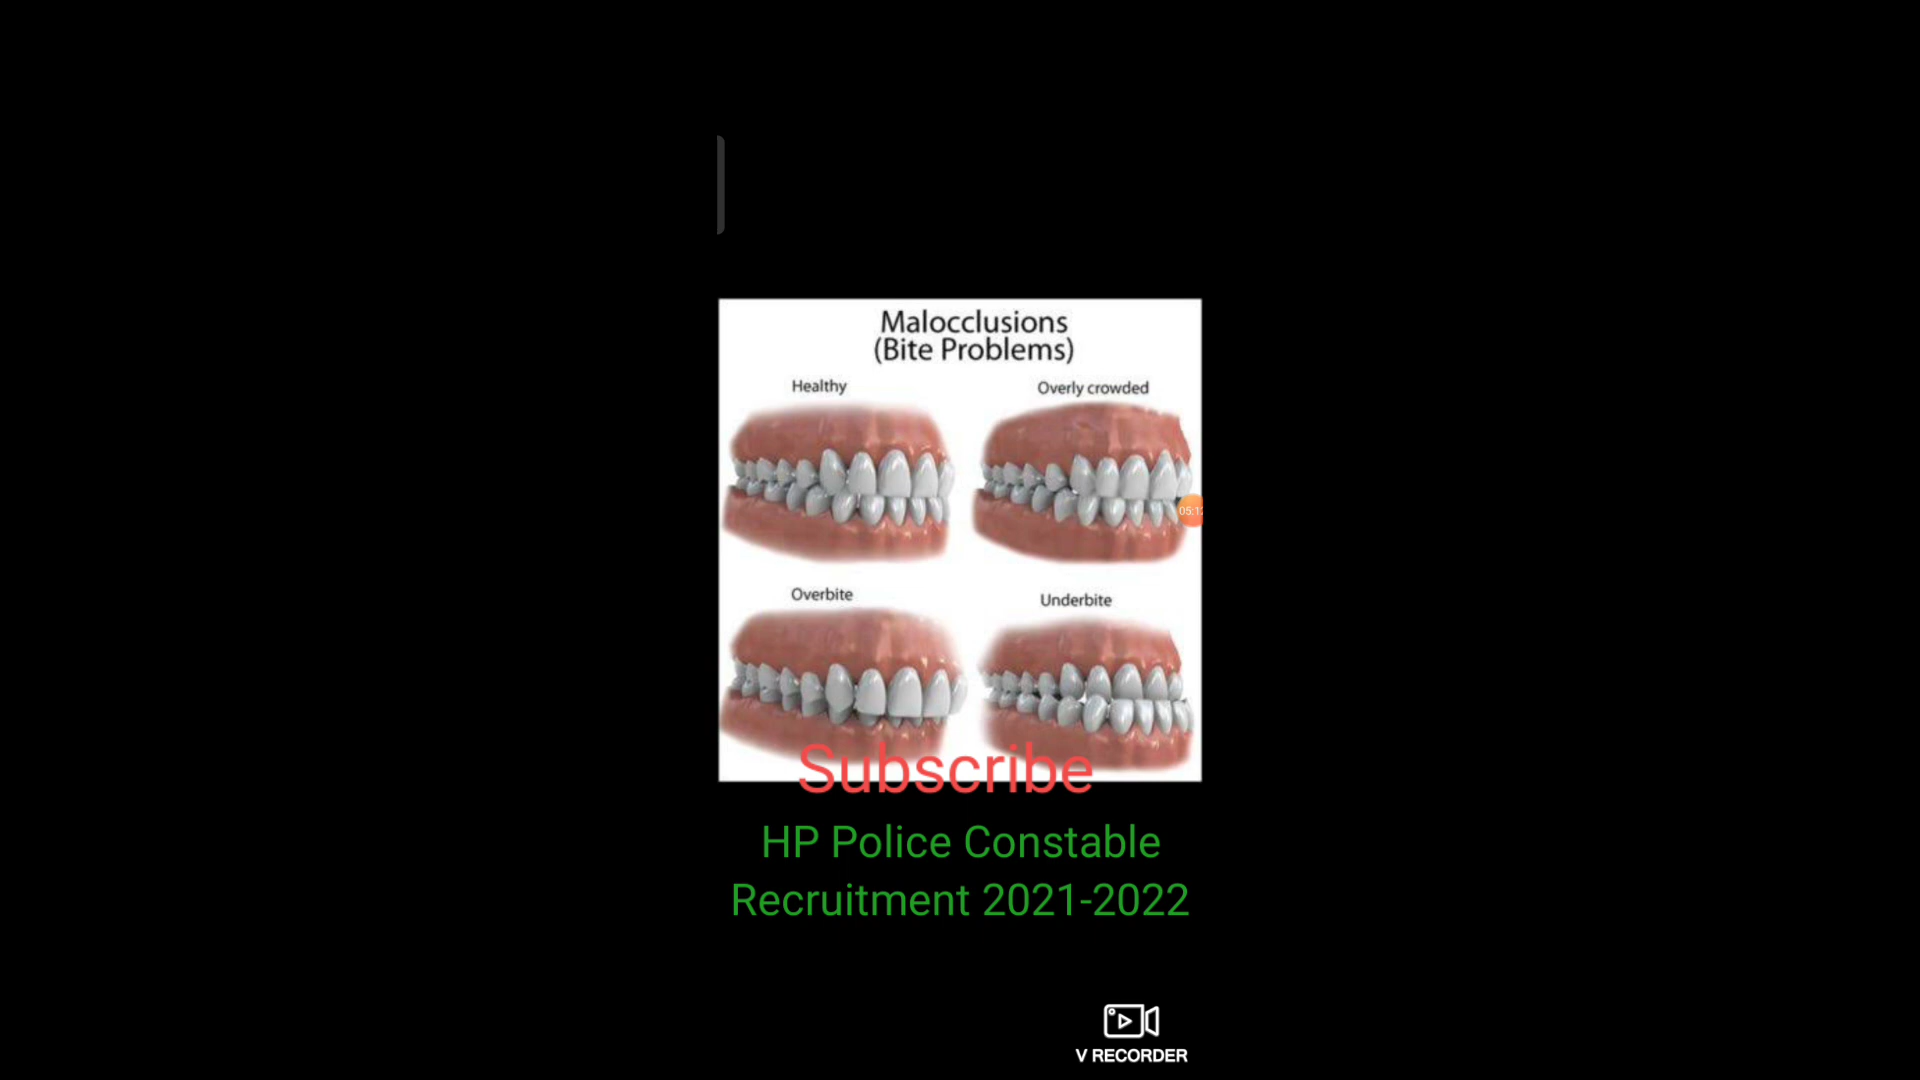 Malocclusions
(Bite Problems)
Healthy
Overly crowded
Overbite
Underbite
Subscribe
HP Police Constable
Recruitment 2021-2022
V RECORDER